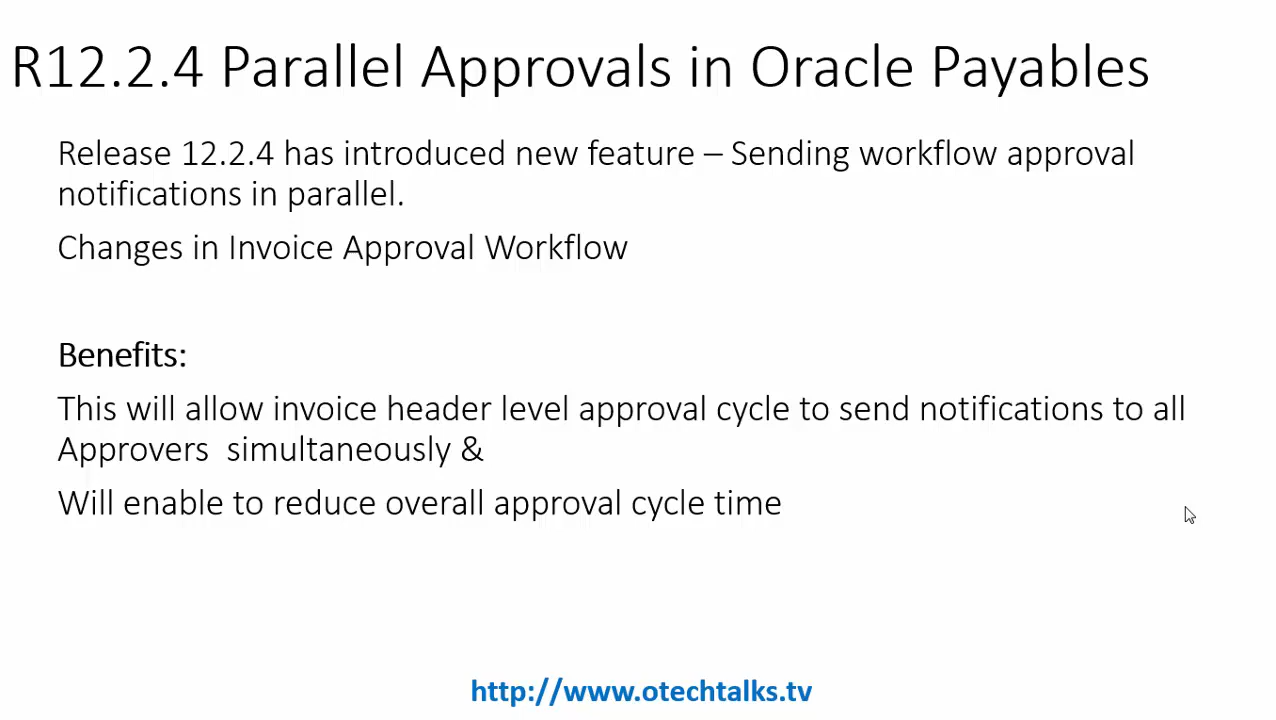 R12.2.4 Parallel Approvals in Oracle Payables
Release 12.2.4 has introduced new feature – Sending workflow approval
notifications in parallel.
Changes in Invoice Approval Workflow
Benefits:
This will allow invoice header level approval cycle to send notifications to all
Approvers  simultaneously &
Will enable to reduce overall approval cycle time
http://www.otechtalks.tv